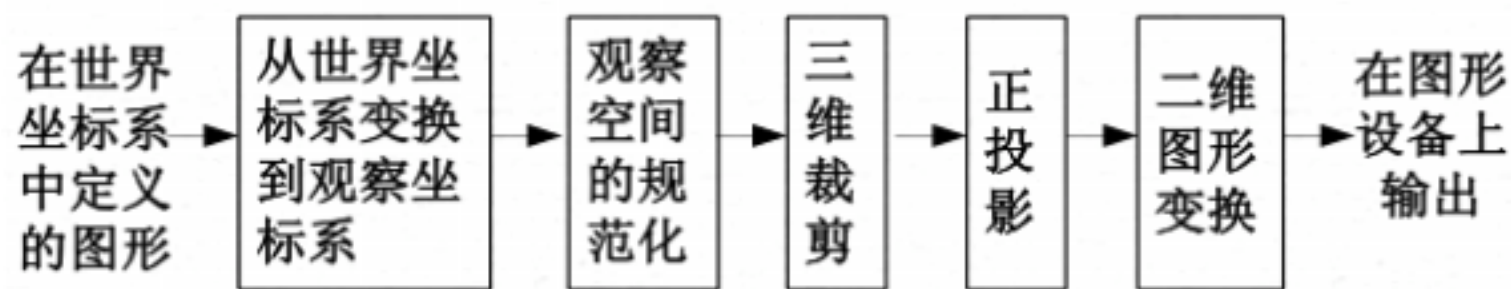 在世界
坐标系
中定义
的图形
从世界坐
标系变换
到观察坐
标系
观察
空间
的规
范化
三
维
裁
剪
正
投
影
二维
图形
变换
在图形
设备上
输出